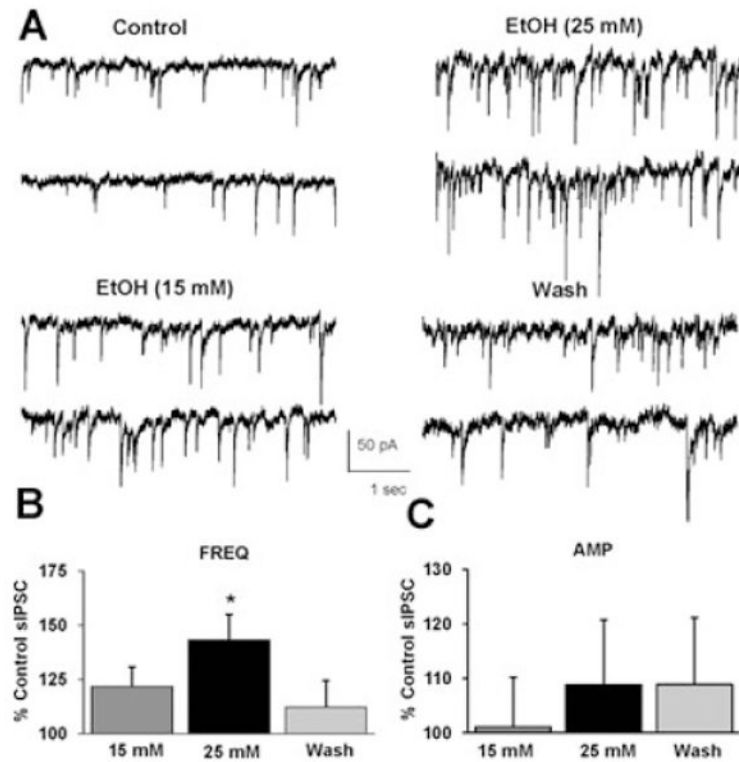 A
Control
EtOH (25 mM)
EtOH (15 mM)
Wash
50 pA
1 sec
B
FREQ
% Control sIPSC
175
150
125
100
*
15 mM
25 mM
Wash
C
AMP
% Control sIPSC
130
120
110
100
15 mM
25 mM
Wash